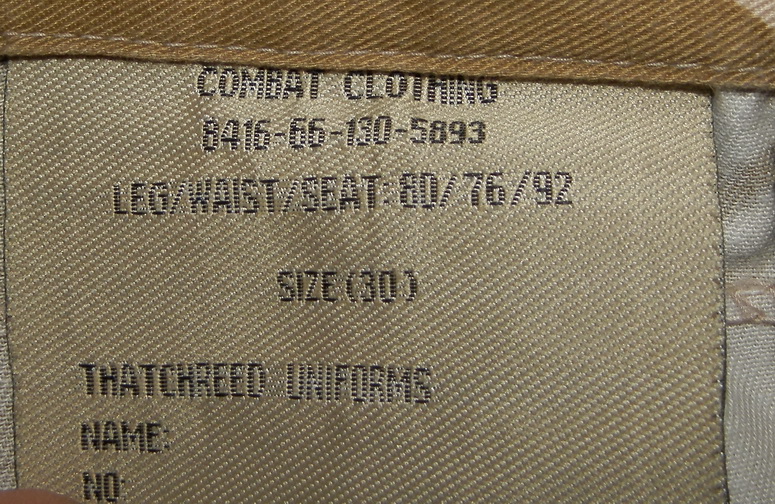 COMBAT CLOTHING
8416-66-130-5893
LEG/WAIST/SEAT: 80/76/92
SIZE (30)
THATCHREED UNIFORMS
NAME:
NO: